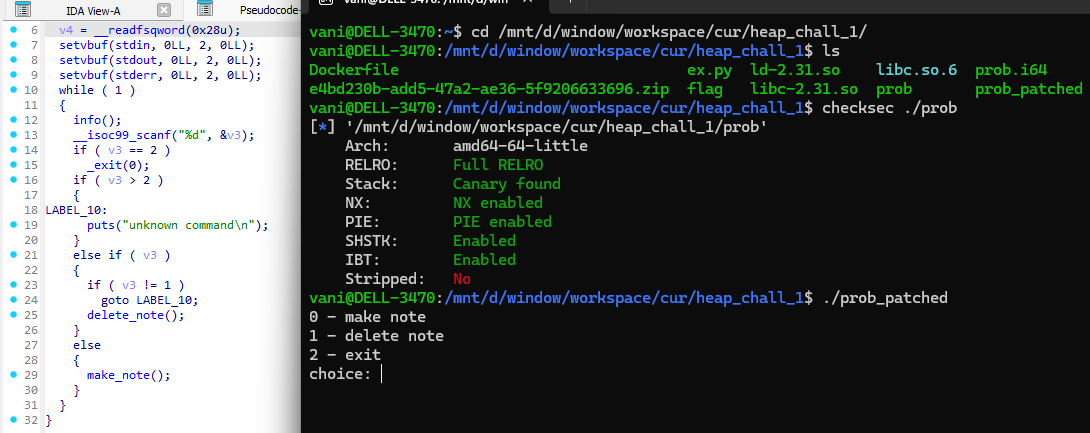 IDA View-A
Pseudocode-
6 v4 = __readfsqword(0x28u);
7 setvbuf(stdin, 0LL, 2, 0LL);
8 setvbuf(stdout, 0LL, 2, 0LL);
9 setvbuf(stderr, 0LL, 2, 0LL);
10 while ( 1 )
11 {
12 info();
13 __isoc99_scanf("%d", &v3);
14 if ( v3 == 2 )
15 _exit(0);
16 if ( v3 > 2 )
17 {
18 LABEL_10:
19 puts("unknown command\n");
20 }
21 else if ( v3 )
22 {
23 if ( v3 != 1 )
24 goto LABEL_10;
25 delete_note();
26 }
27 else
28 {
29 make_note();
30 }
31 }
32 }
vani@DELL-3470:~$ cd /mnt/d/window/workspace/cur/heap_chall_1/
vani@DELL-3470:/mnt/d/window/workspace/cur/heap_chall_1$ ls
Dockerfile ex.py ld-2.31.so libc.so.6 prob.i64
e4bd230b-add5-47a2-ae36-5f9206633696.zip flag libc-2.31.so prob prob_patched
vani@DELL-3470:/mnt/d/window/workspace/cur/heap_chall_1$ checksec ./prob
[*] '/mnt/d/window/workspace/cur/heap_chall_1/prob'
Arch: amd64-64-little
RELRO: Full RELRO
Stack: Canary found
NX: NX enabled
PIE: PIE enabled
SHSTK: Enabled
IBT: Enabled
Stripped: No
vani@DELL-3470:/mnt/d/window/workspace/cur/heap_chall_1$ ./prob_patched
0 - make note
1 - delete note
2 - exit
choice: